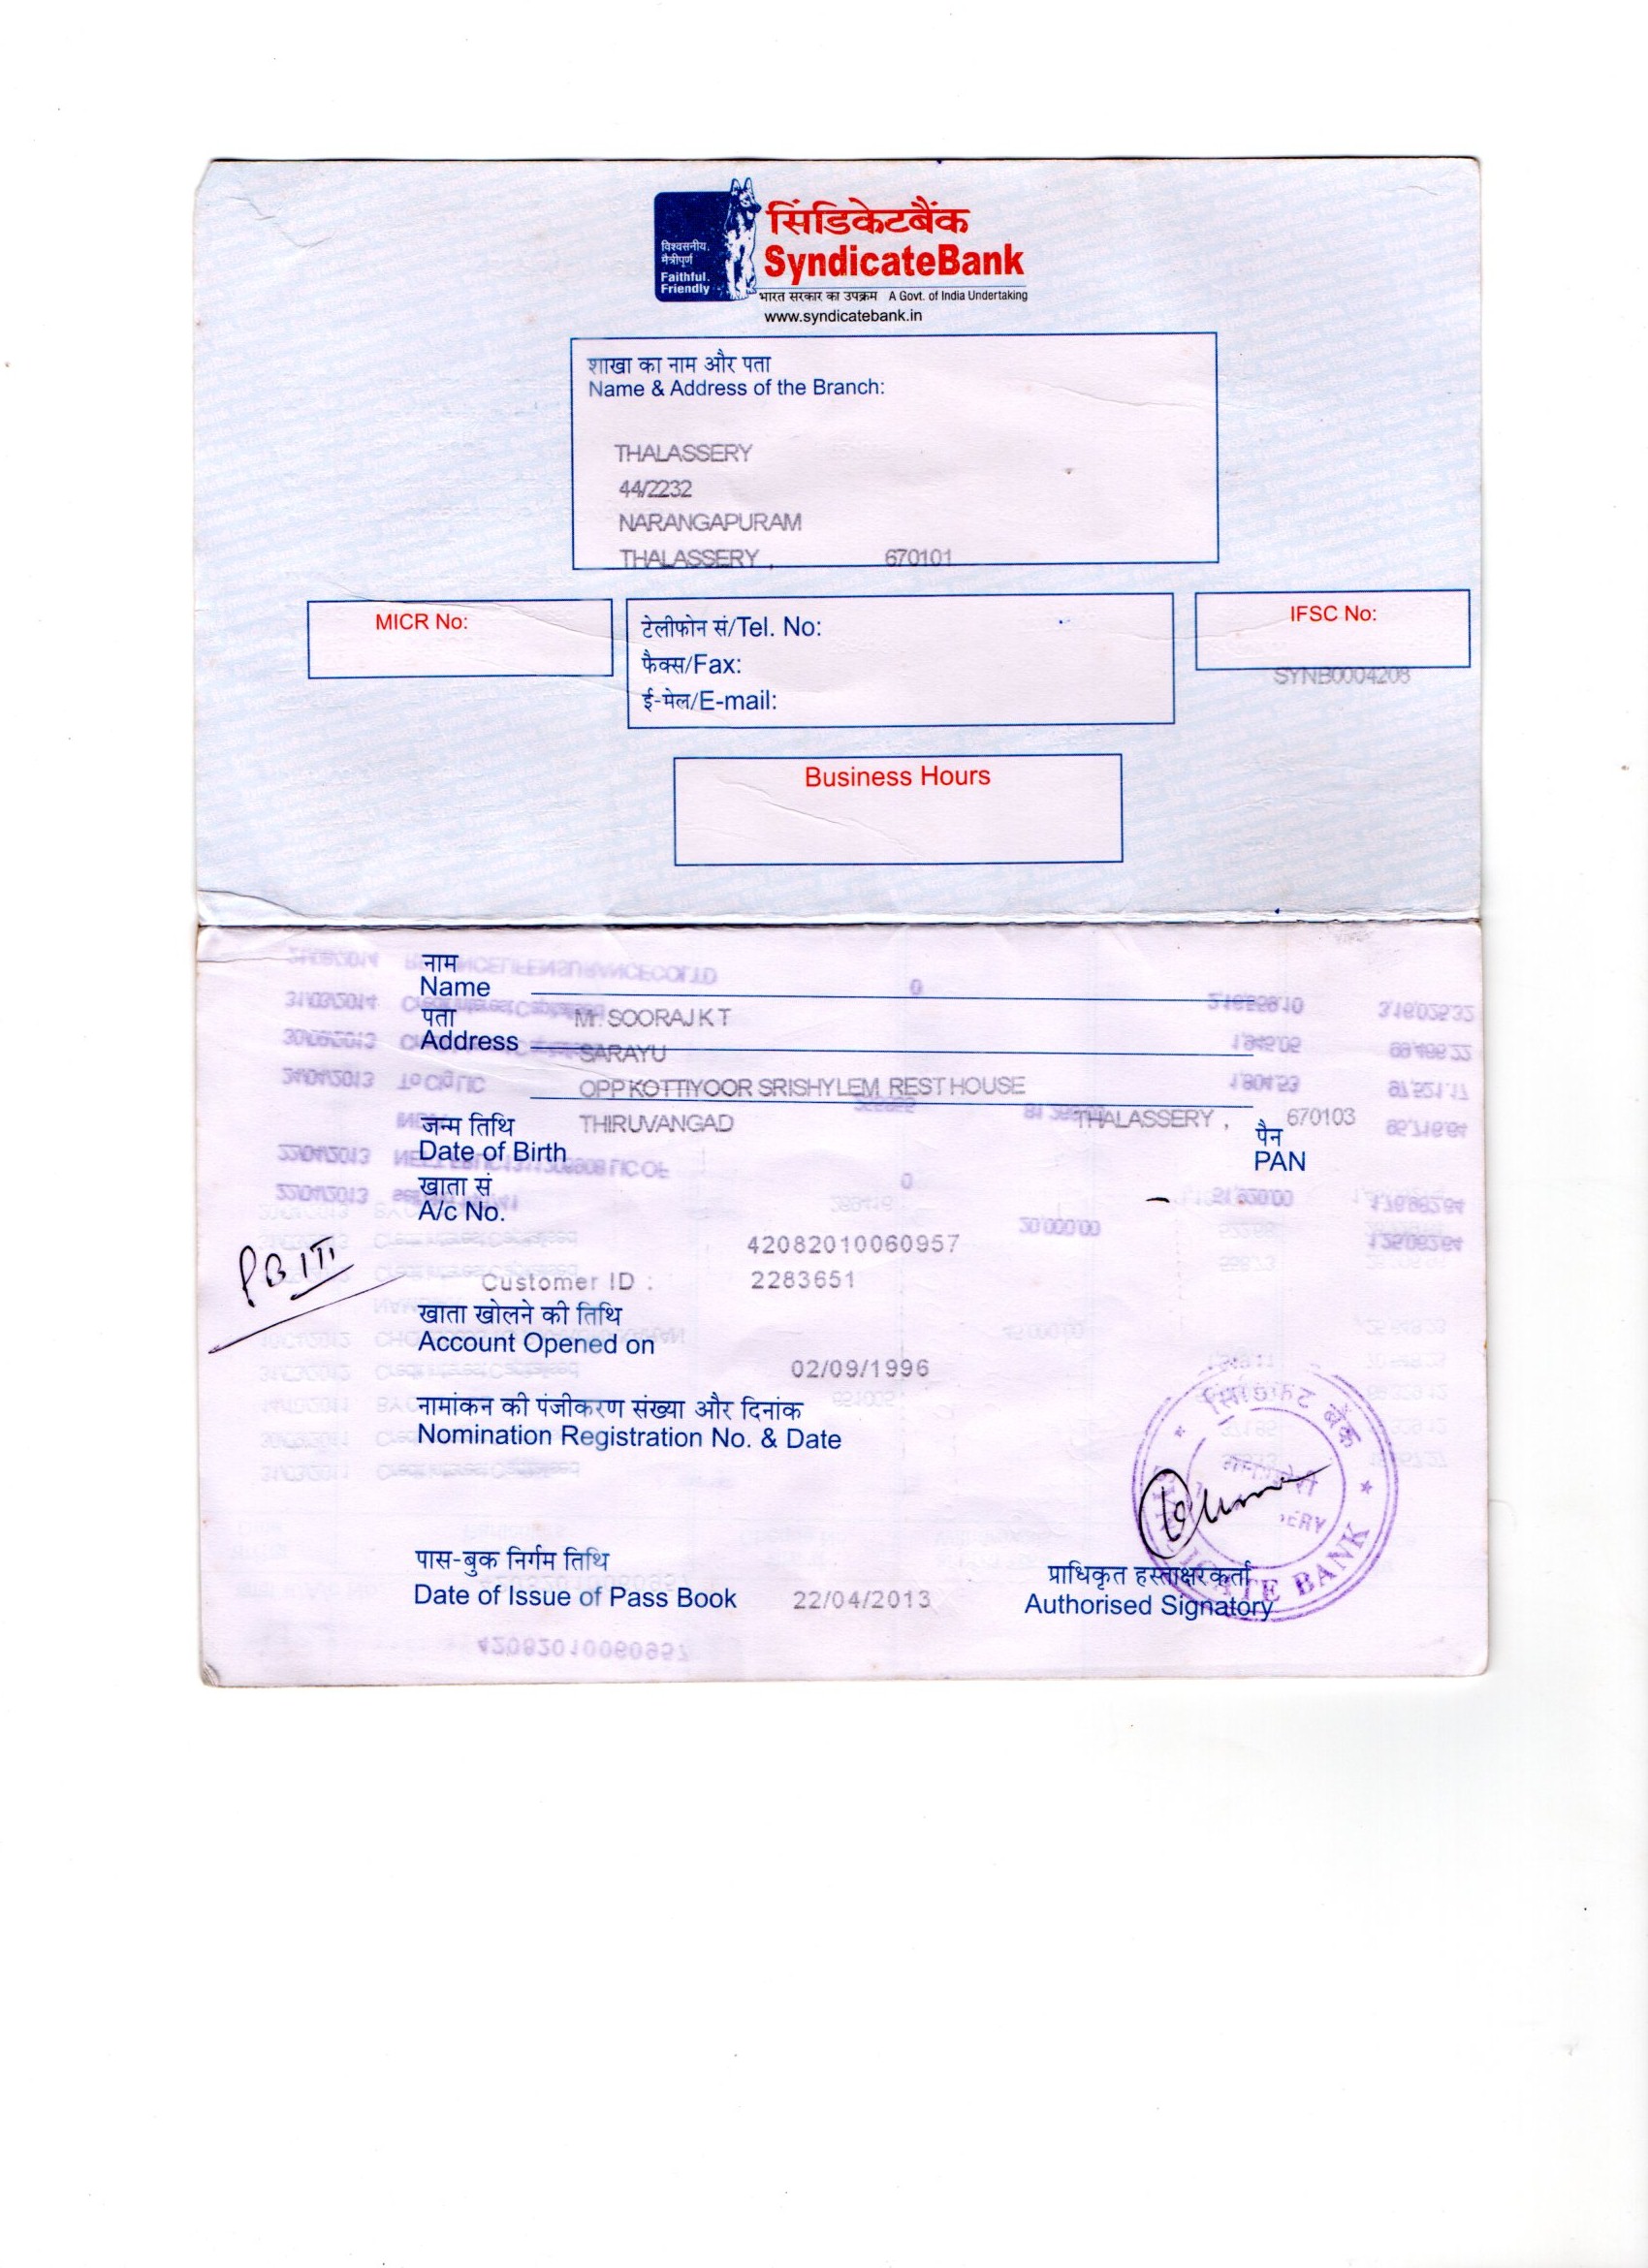 विश्वसनीय.
मैत्रीपूर्ण
Faithful.
Friendly
सिंडिकेटबैंक
SyndicateBank
भारत सरकार का उपक्रम A Govt. of India Undertaking
www.syndicatebank.in
शाखा का नाम और पता
Name & Address of the Branch:
THALASSERY
44/2232
NARANGAPURAM
THALASSERY , 670101
MICR No:
टेलीफोन सं/Tel. No:
फैक्स/Fax:
ई-मेल/E-mail:
IFSC No:
SYNB0004208
Business Hours
नाम
Name
पता
Mr. SOORAJ K T
Address
SARAYU
OPP KOTTIYOOR SRISHYLEM REST HOUSE
THIRUVANGAD THALASSERY , 670103
जन्म तिथि
Date of Birth
पैन
PAN
खाता सं
A/c No.
42082010060957
Customer ID : 2283651
PB III
खाता खोलने की तिथि
Account Opened on
02/09/1996
नामांकन की पंजीकरण संख्या और दिनांक
Nomination Registration No. & Date
पास-बुक निर्गम तिथि
Date of Issue of Pass Book 22/04/2013
प्राधिकृत हस्ताक्षरकर्ता
Authorised Signatory
बैंक
BANK